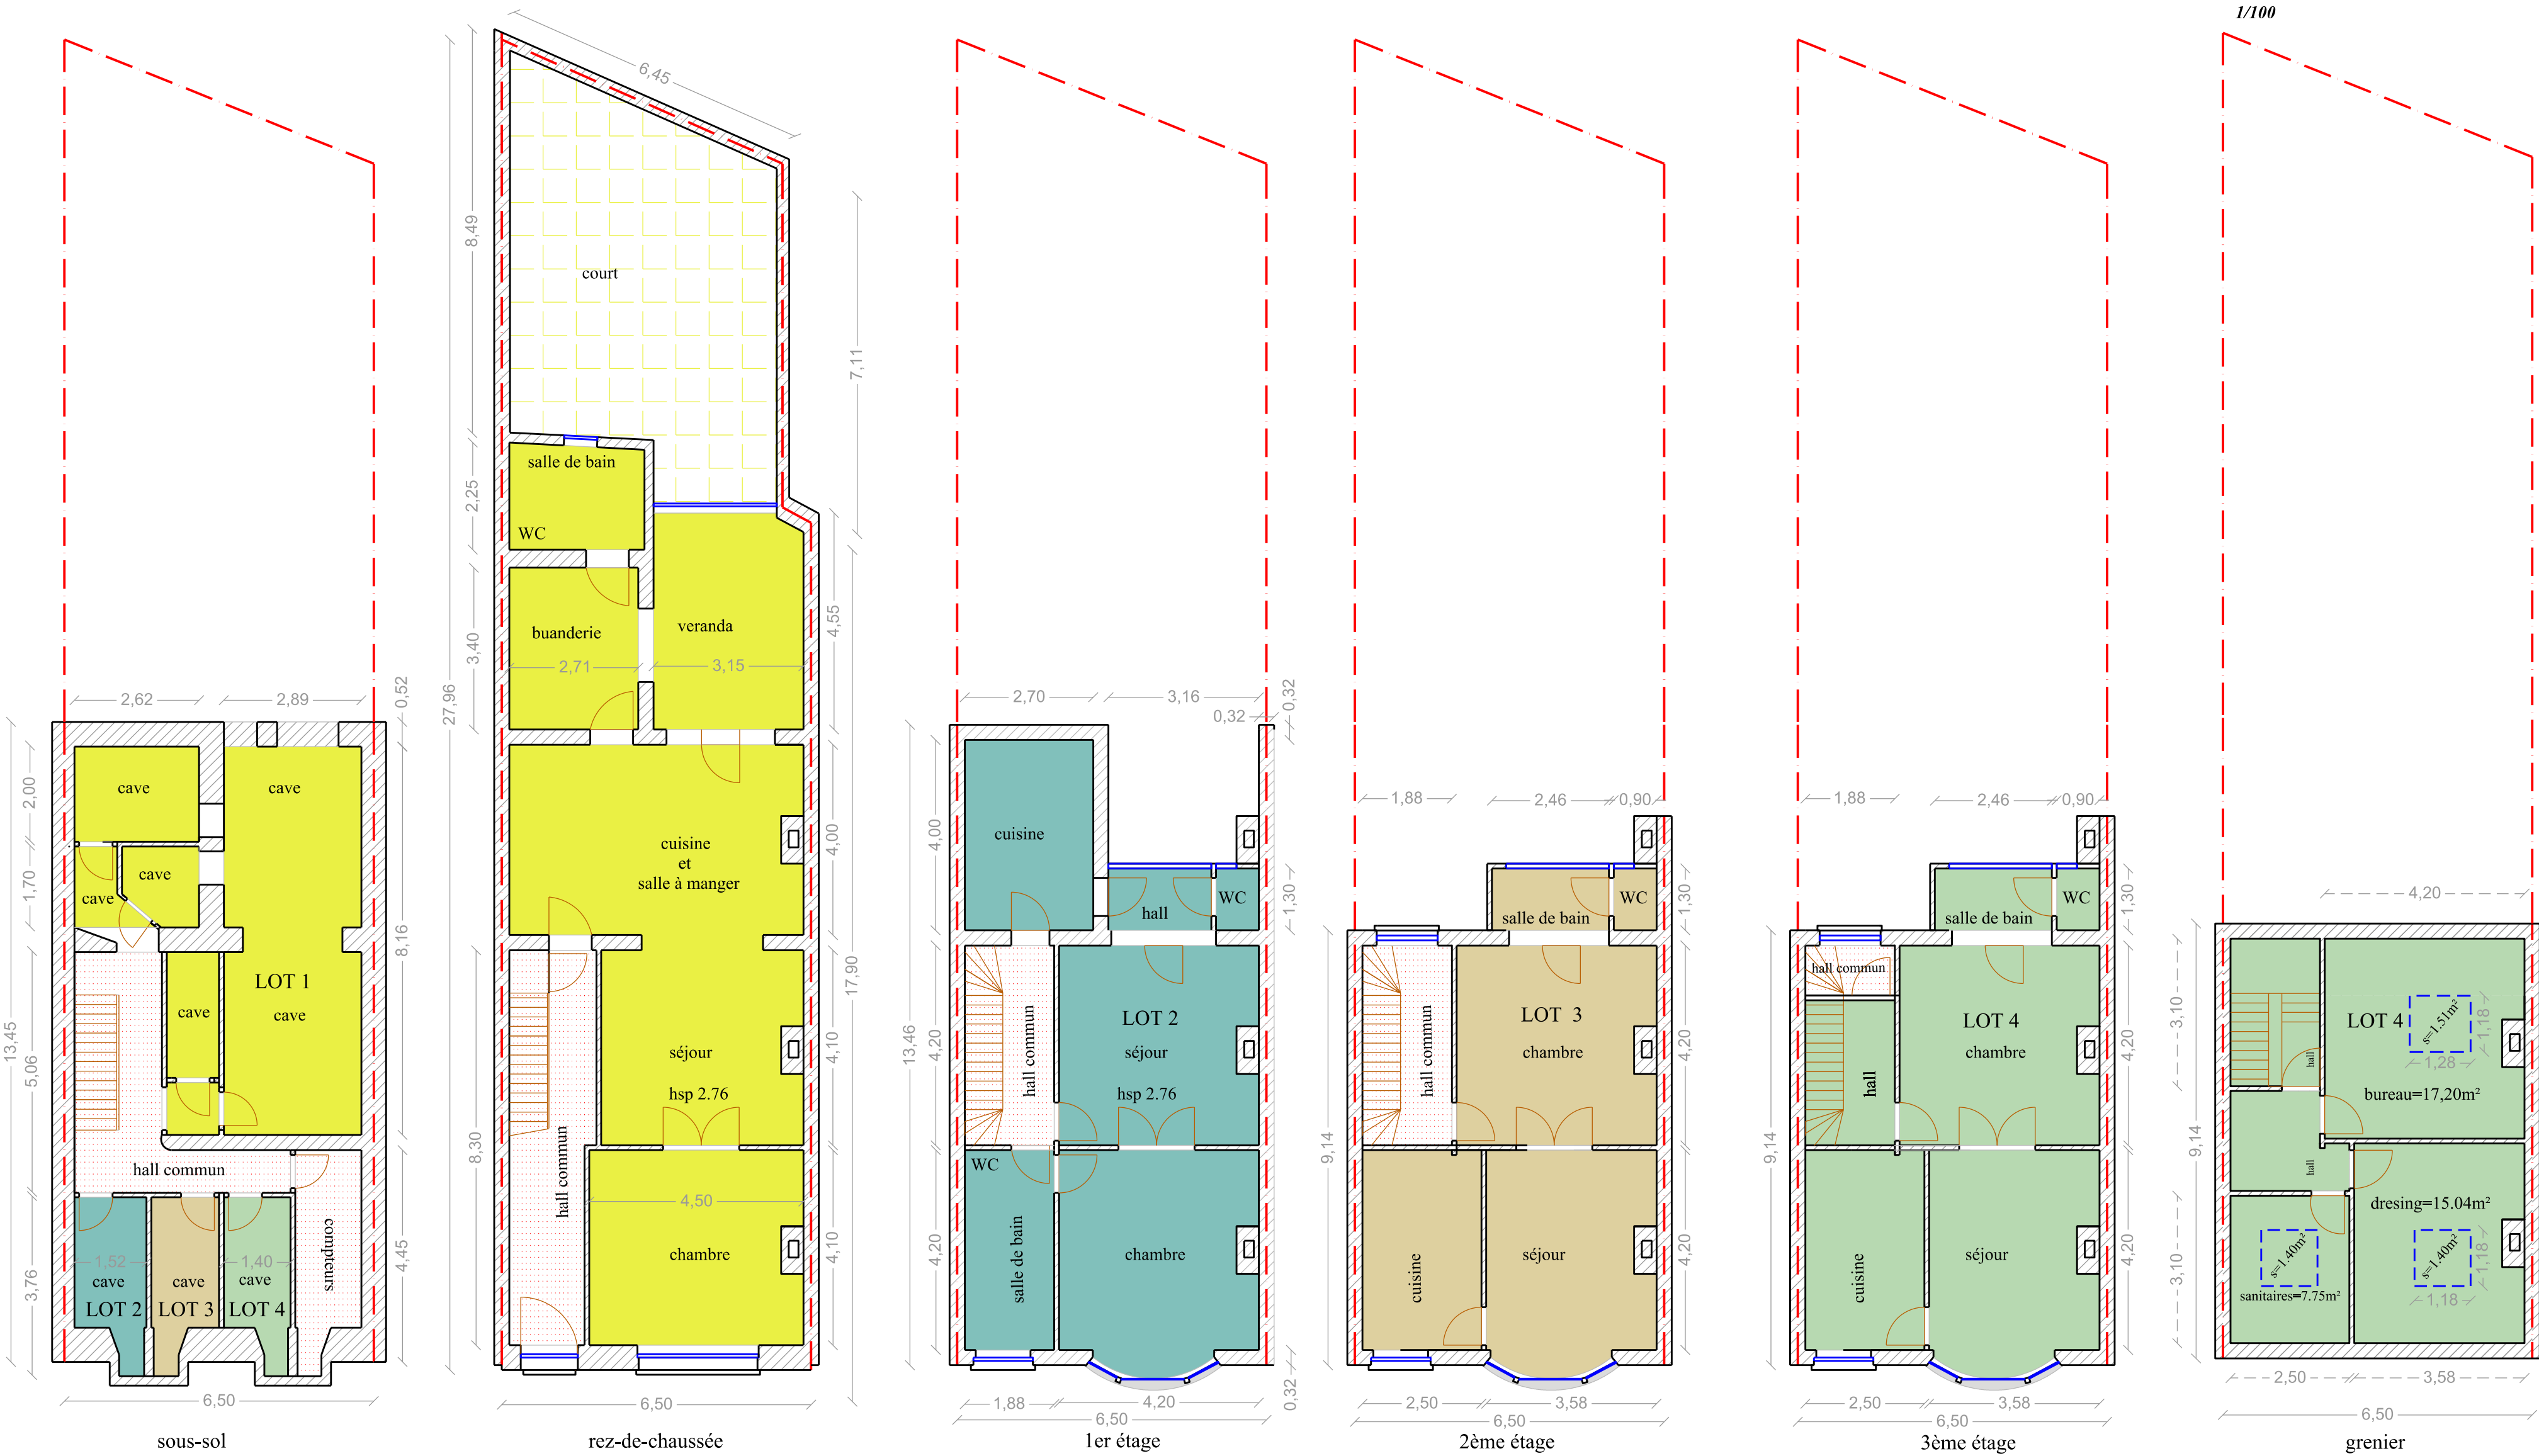 1/100
2,62
2,89
0,52
13,45
2,00
1,70
5,06
3,76
cave
cave
cave
cave
cave
LOT 1
cave
8,16
4,45
hall commun
compteurs
1,52
1,40
cave
cave
cave
LOT 2
LOT 3
LOT 4
6,50
sous-sol
6,45
8,49
27,96
court
7,11
2,25
salle de bain
WC
3,40
buanderie
veranda
2,71
3,15
4,55
cuisine
et
salle à manger
4,00
17,90
8,30
séjour
hsp 2.76
4,10
hall commun
4,50
chambre
4,10
6,50
rez-de-chaussée
2,70
3,16
0,32
0,32
13,46
4,00
cuisine
hall
WC
1,30
4,20
hall commun
LOT 2
séjour
hsp 2.76
WC
4,20
salle de bain
chambre
0,32
1,88
4,20
6,50
1er étage
1,88
2,46
0,90
salle de bain
WC
1,30
9,14
hall commun
LOT 3
chambre
4,20
cuisine
séjour
4,20
2,50
3,58
6,50
2ème étage
1,88
2,46
0,90
salle de bain
WC
1,30
9,14
hall commun
LOT 4
chambre
hall
4,20
cuisine
séjour
4,20
2,50
3,58
6,50
3ème étage
4,20
9,14
3,10
LOT 4
s=1.51m²
1,18
1,28
hall
bureau=17,20m²
hall
3,10
dresing=15.04m²
s=1.40m²
s=1.40m²
1,18
1,18
sanitaires=7.75m²
2,50
3,58
6,50
grenier